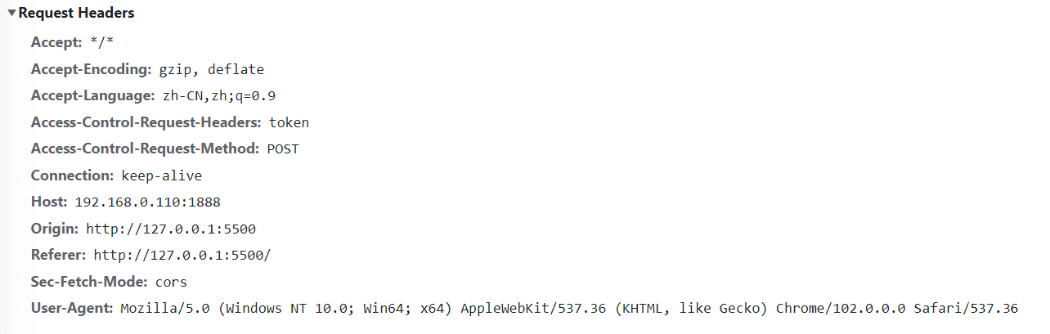 ▼Request Headers
Accept: */*
Accept-Encoding: gzip, deflate
Accept-Language: zh-CN,zh;q=0.9
Access-Control-Request-Headers: token
Access-Control-Request-Method: POST
Connection: keep-alive
Host: 192.168.0.110:1888
Origin: http://127.0.0.1:5500
Referer: http://127.0.0.1:5500/
Sec-Fetch-Mode: cors
User-Agent: Mozilla/5.0 (Windows NT 10.0; Win64; x64) AppleWebKit/537.36 (KHTML, like Gecko) Chrome/102.0.0.0 Safari/537.36